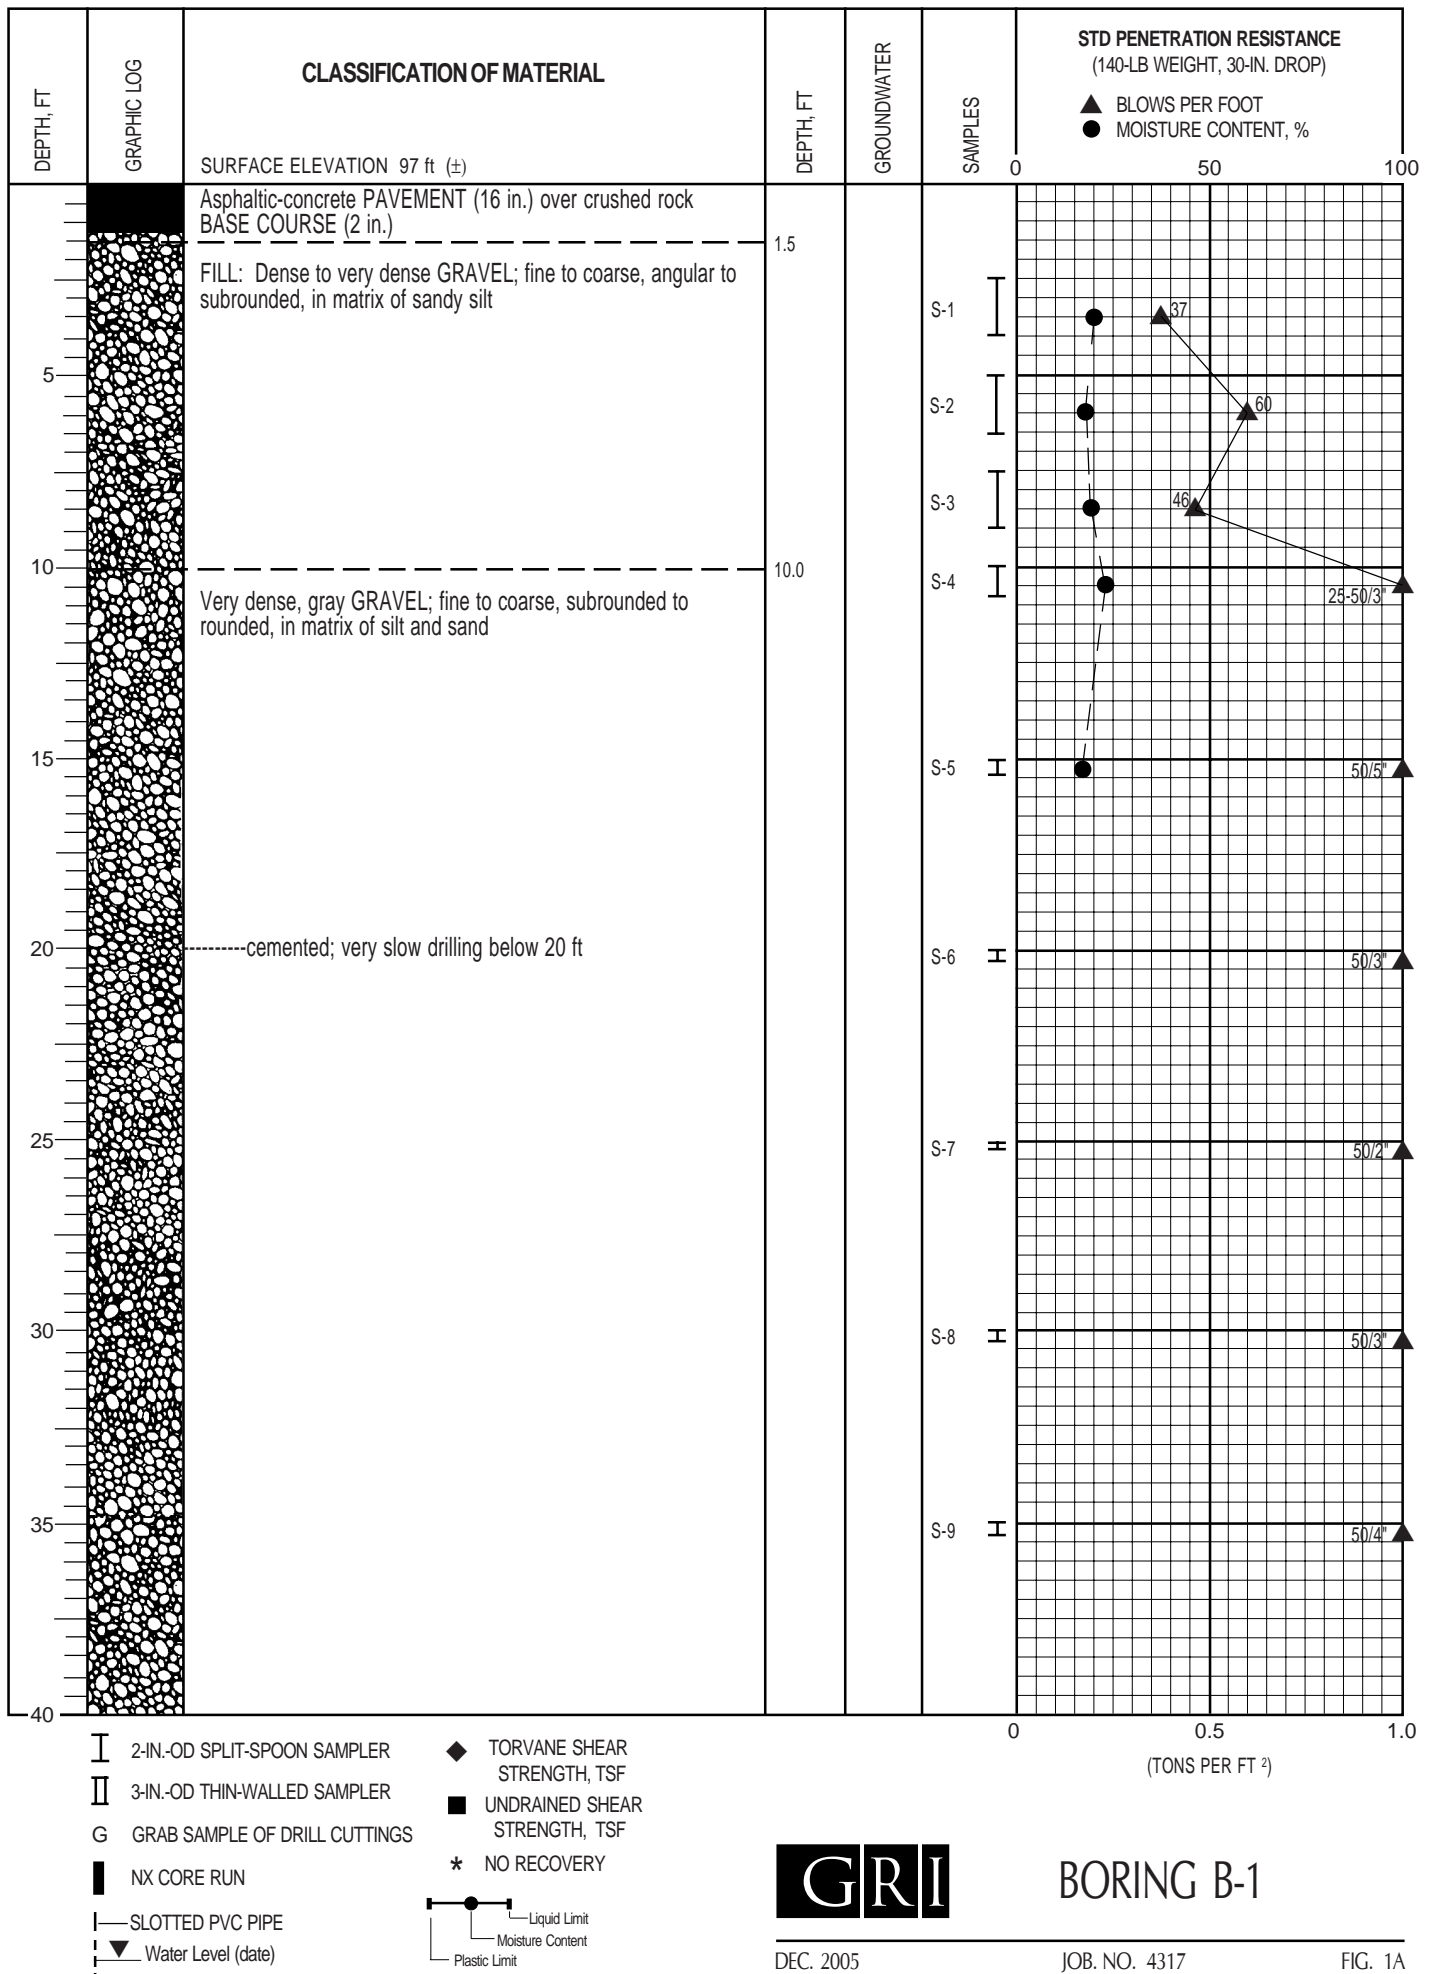 DEPTH, FT
GRAPHIC LOG
CLASSIFICATION OF MATERIAL
SURFACE ELEVATION 97 ft (±)
DEPTH, FT
GROUNDWATER
SAMPLES
STD PENETRATION RESISTANCE
(140-LB WEIGHT, 30-IN. DROP)
▲ BLOWS PER FOOT
● MOISTURE CONTENT, %
0 50 100
Asphaltic-concrete PAVEMENT (16 in.) over crushed rock
BASE COURSE (2 in.)
1.5
FILL: Dense to very dense GRAVEL; fine to coarse, angular to
subrounded, in matrix of sandy silt
S-1 37
5
S-2 60
S-3 46
10 10.0
S-4 25-50/3"
Very dense, gray GRAVEL; fine to coarse, subrounded to
rounded, in matrix of silt and sand
15
S-5 50/5"
20 cemented; very slow drilling below 20 ft
S-6 50/3"
25
S-7 50/2"
30
S-8 50/3"
35
S-9 50/4"
40
0 0.5 1.0
(TONS PER FT ²)
2-IN.-OD SPLIT-SPOON SAMPLER
3-IN.-OD THIN-WALLED SAMPLER
G GRAB SAMPLE OF DRILL CUTTINGS
NX CORE RUN
SLOTTED PVC PIPE
Water Level (date)
TORVANE SHEAR
STRENGTH, TSF
UNDRAINED SHEAR
STRENGTH, TSF
* NO RECOVERY
Liquid Limit
Moisture Content
Plastic Limit
GRI
BORING B-1
DEC. 2005 JOB. NO. 4317 FIG. 1A